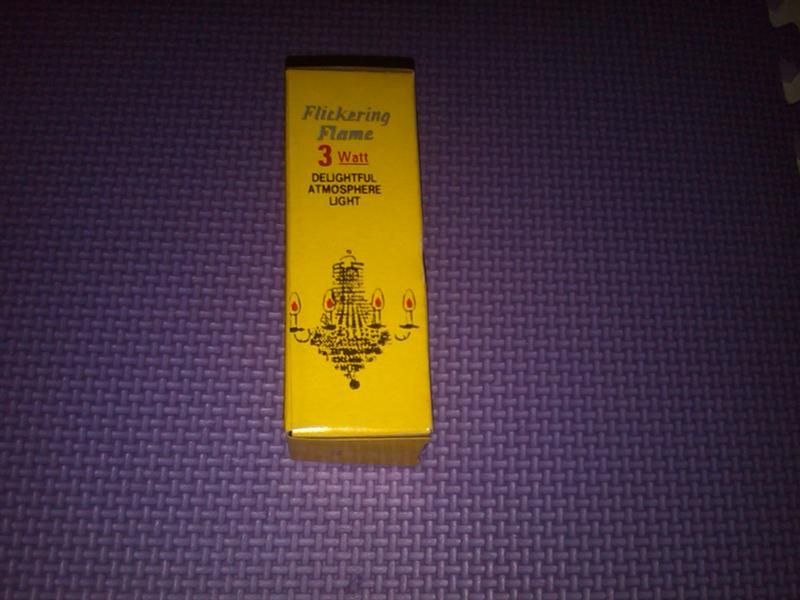 Flickering
Flame
3 Watt
DELIGHTFUL
ATMOSPHERE
LIGHT